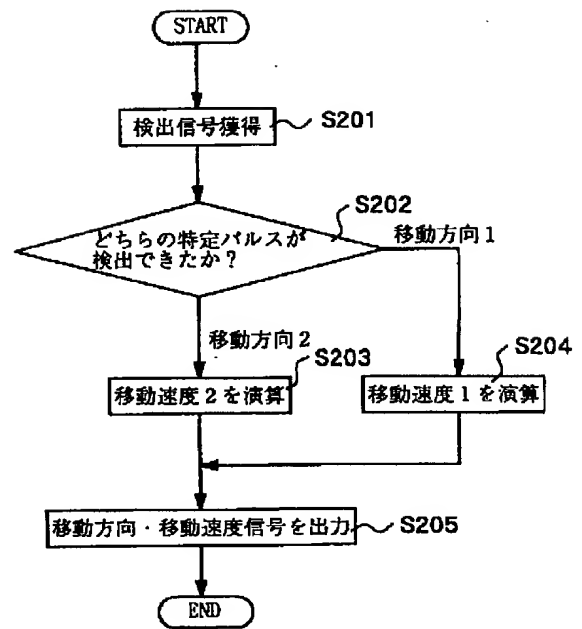 START
検出信号獲得
S201
S202
どちらの特定パルスが
検出できたか？
移動方向1
移動方向2
S203
S204
移動速度2を演算
移動速度1を演算
移動方向・移動速度信号を出力
S205
END